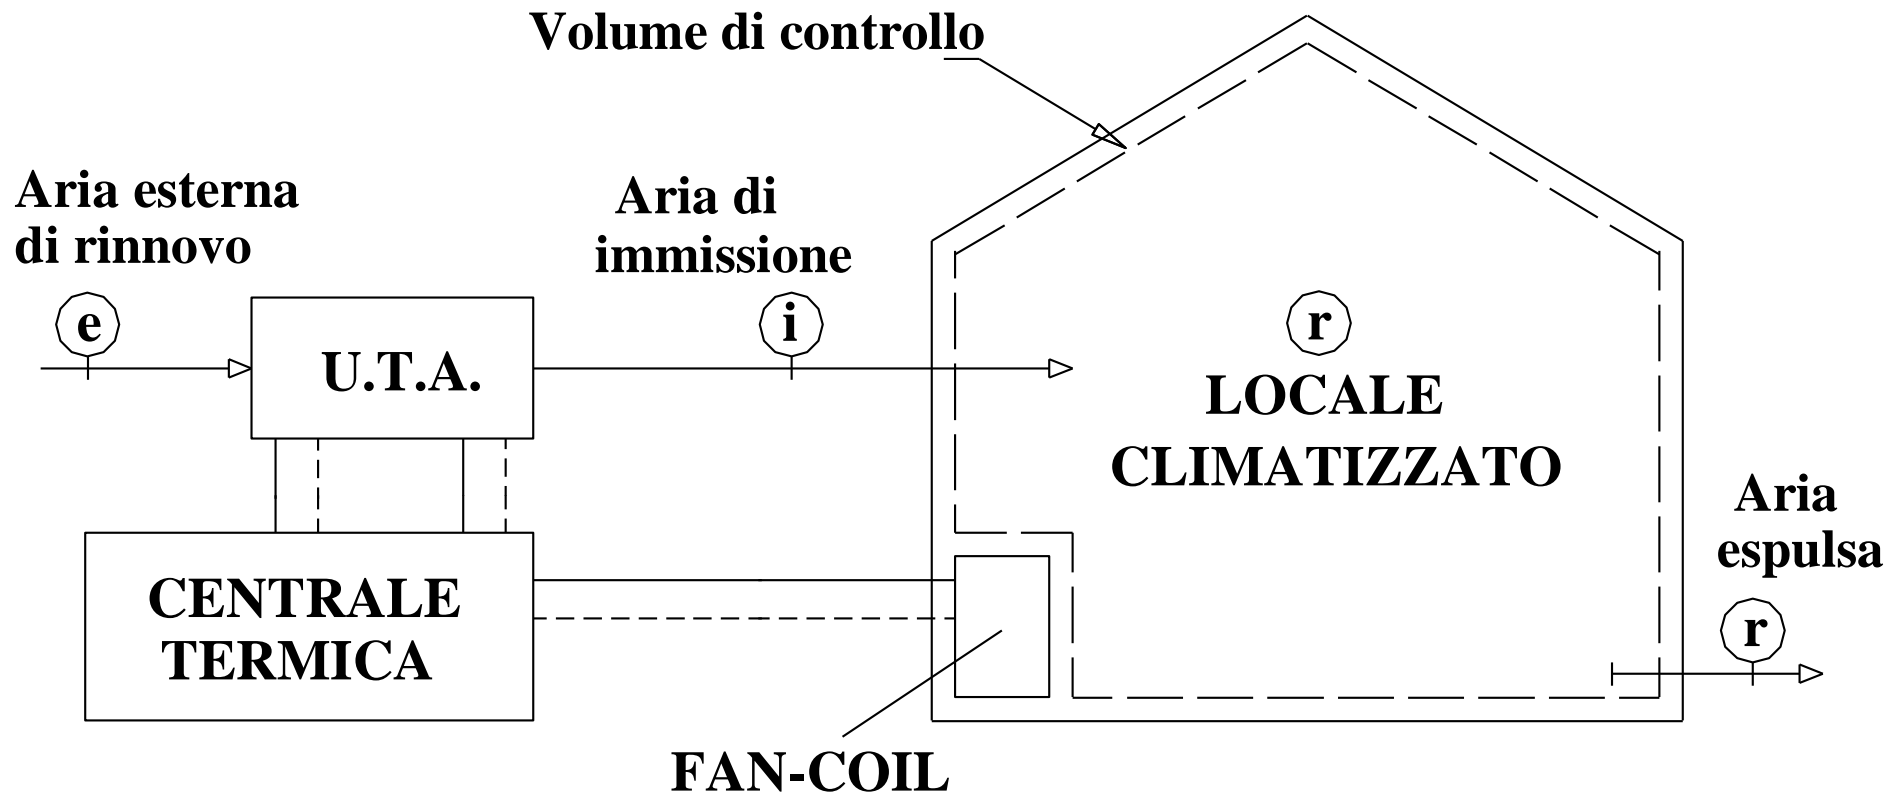 Volume di controllo
Aria esterna
di rinnovo
e
Aria di
immissione
i
U.T.A.
r
LOCALE
CLIMATIZZATO
Aria
espulsa
r
CENTRALE
TERMICA
FAN-COIL